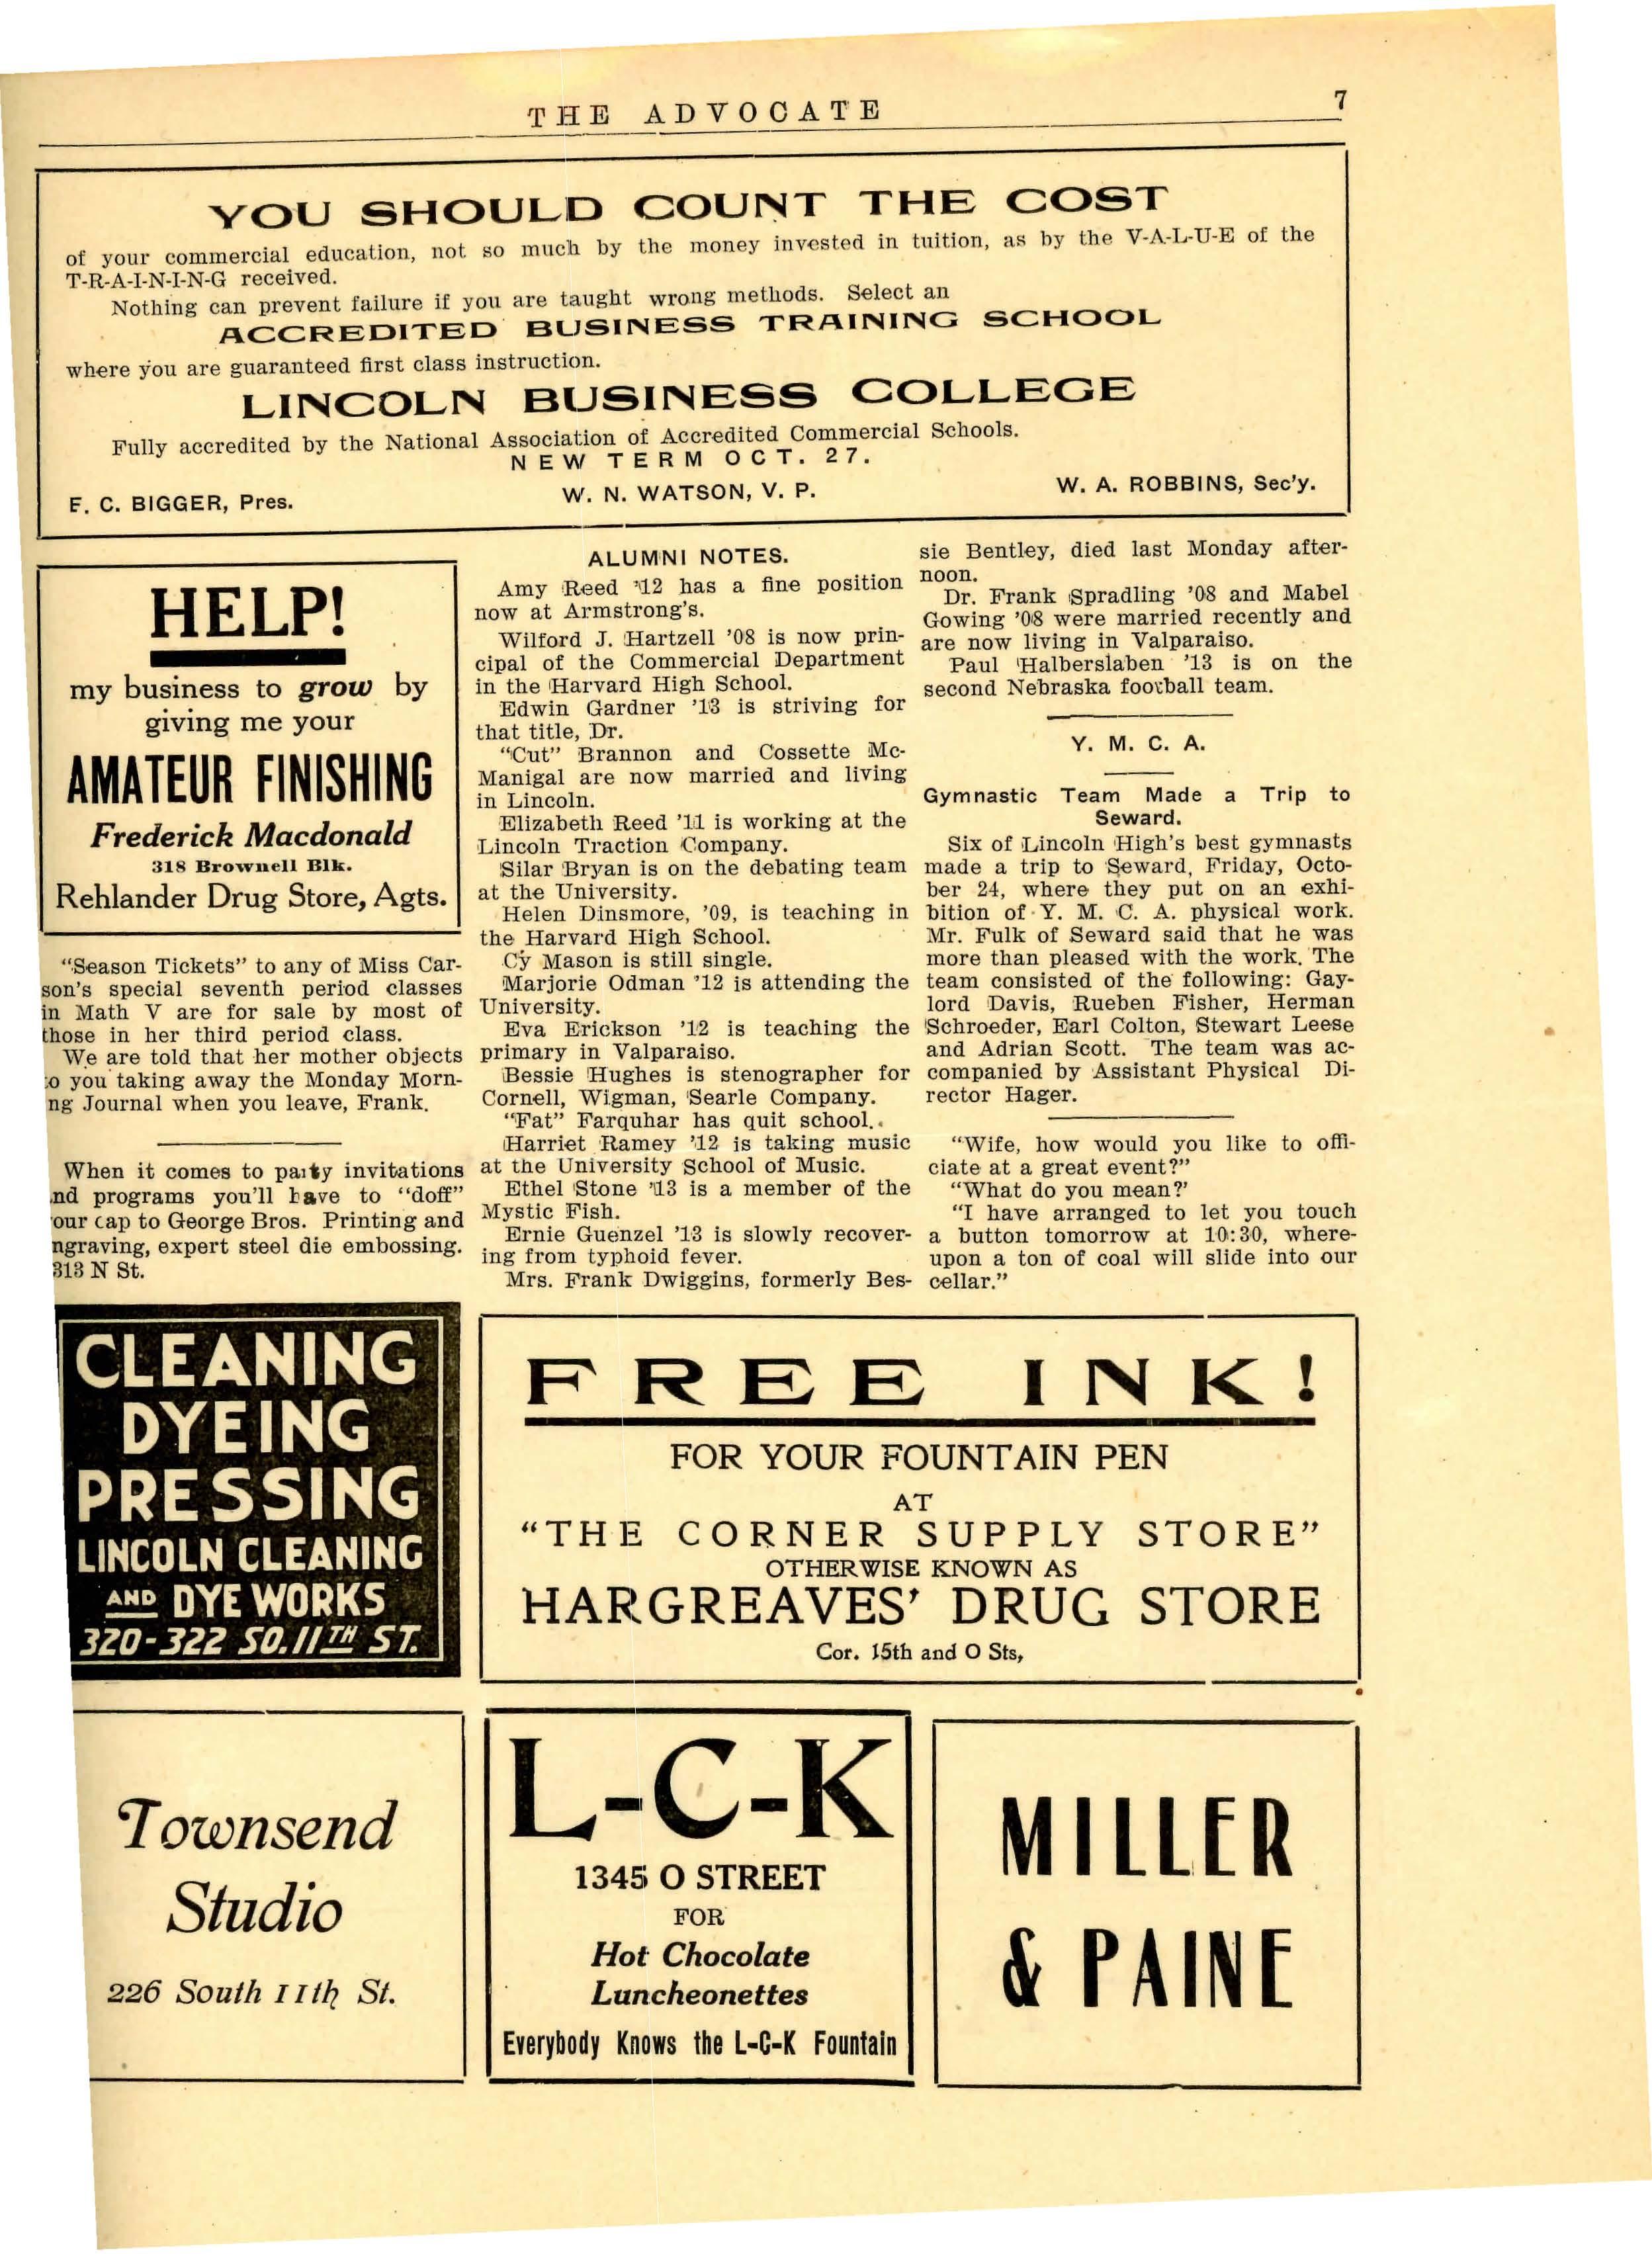 THE ADVOCATE
7
YOU SHOULD COUNT THE COST
of your commercial education, not so much by the money invested in tuition, as by the V-A-L-U-E of the
T-R-A-I-N-I-N-G received.
Nothing can prevent failure if you are taught wrong methods. Select an
ACCREDITED BUSINESS TRAINING SCHOOL
where you are guaranteed first class instruction.
LINCOLN BUSINESS COLLEGE
Fully accredited by the National Association of Accredited Commercial Schools.
NEW TERM OCT. 27.
F. C. BIGGER, Pres.
W. N. WATSON, V. P.
W. A. ROBBINS, Sec'y.
HELP!
my business to grow by
giving me your
AMATEUR FINISHING
Frederick Macdonald
318 Brownell Blk.
Rehlander Drug Store, Agts.
"Season Tickets" to any of Miss Car-
son's special seventh period classes
in Math V are for sale by most of
those in her third period class.
We are told that her mother objects
to you taking away the Monday Morn-
ng Journal when you leave, Frank.
When it comes to party invitations
nd programs you'll have to "doff"
our cap to George Bros. Printing and
ngraving, expert steel die embossing.
313 N St.
ALUMNI NOTES.
Amy Reed '12 has a fine position
now at Armstrong's.
Wilford J. Hartzell '08 is now prin-
cipal of the Commercial Department
in the Harvard High School.
Edwin Gardner '13 is striving for
that title, Dr.
"Cut" Brannon and Cossette Mc-
Manigal are now married and living
in Lincoln.
Elizabeth Reed '11 is working at the
Lincoln Traction Company.
Silar Bryan is on the debating team
at the University.
Helen Dinsmore, '09, is teaching in
the Harvard High School.
Cy Mason is still single.
Marjorie Odman '12 is attending the
University.
Eva Erickson '12 is teaching the
primary in Valparaiso.
Bessie Hughes is stenographer for
Cornell, Wigman, Searle Company.
"Fat" Farquhar has quit school.
Harriet Ramey '12 is taking music
at the University School of Music.
Ethel Stone '13 is a member of the
Mystic Fish.
Ernie Guenzel '13 is slowly recover-
ing from typhoid fever.
Mrs. Frank Dwiggins, formerly Bes-
sie Bentley, died last Monday after-
noon.
Dr. Frank Spradling '08 and Mabel
Gowing '08 were married recently and
are now living in Valparaiso.
Paul Halberslaben '13 is on the
second Nebraska football team.
Y. M. C. A.
Gymnastic Team Made a Trip to
Seward.
Six of Lincoln High's best gymnasts
made a trip to Seward, Friday, Octo-
ber 24, where they put on an exhi-
bition of Y. M. C. A. physical work.
Mr. Fulk of Seward said that he was
more than pleased with the work. The
team consisted of the following: Gay-
lord Davis, Rueben Fisher, Herman
Schroeder, Earl Colton, Stewart Leese
and Adrian Scott. The team was ac-
companied by Assistant Physical Di-
rector Hager.
"Wife, how would you like to offi-
ciate at a great event?"
"What do you mean?'
"I have arranged to let you touch
a button tomorrow at 10:30, where-
upon a ton of coal will slide into our
cellar."
CLEANING
DYEING
PRESSING
LINCOLN CLEANING
AND DYE WORKS
320-322 SO. 11TH ST.
FREE INK!
FOR YOUR FOUNTAIN PEN
AT
"THE CORNER SUPPLY STORE"
OTHERWISE KNOWN AS
HARGREAVES' DRUG STORE
Cor. 15th and O Sts,
Townsend
Studio
226 South 11th St.
L-C-K
1345 O STREET
FOR
Hot Chocolate
Luncheonettes
Everybody Knows the L-C-K Fountain
MILLER
& PAINE